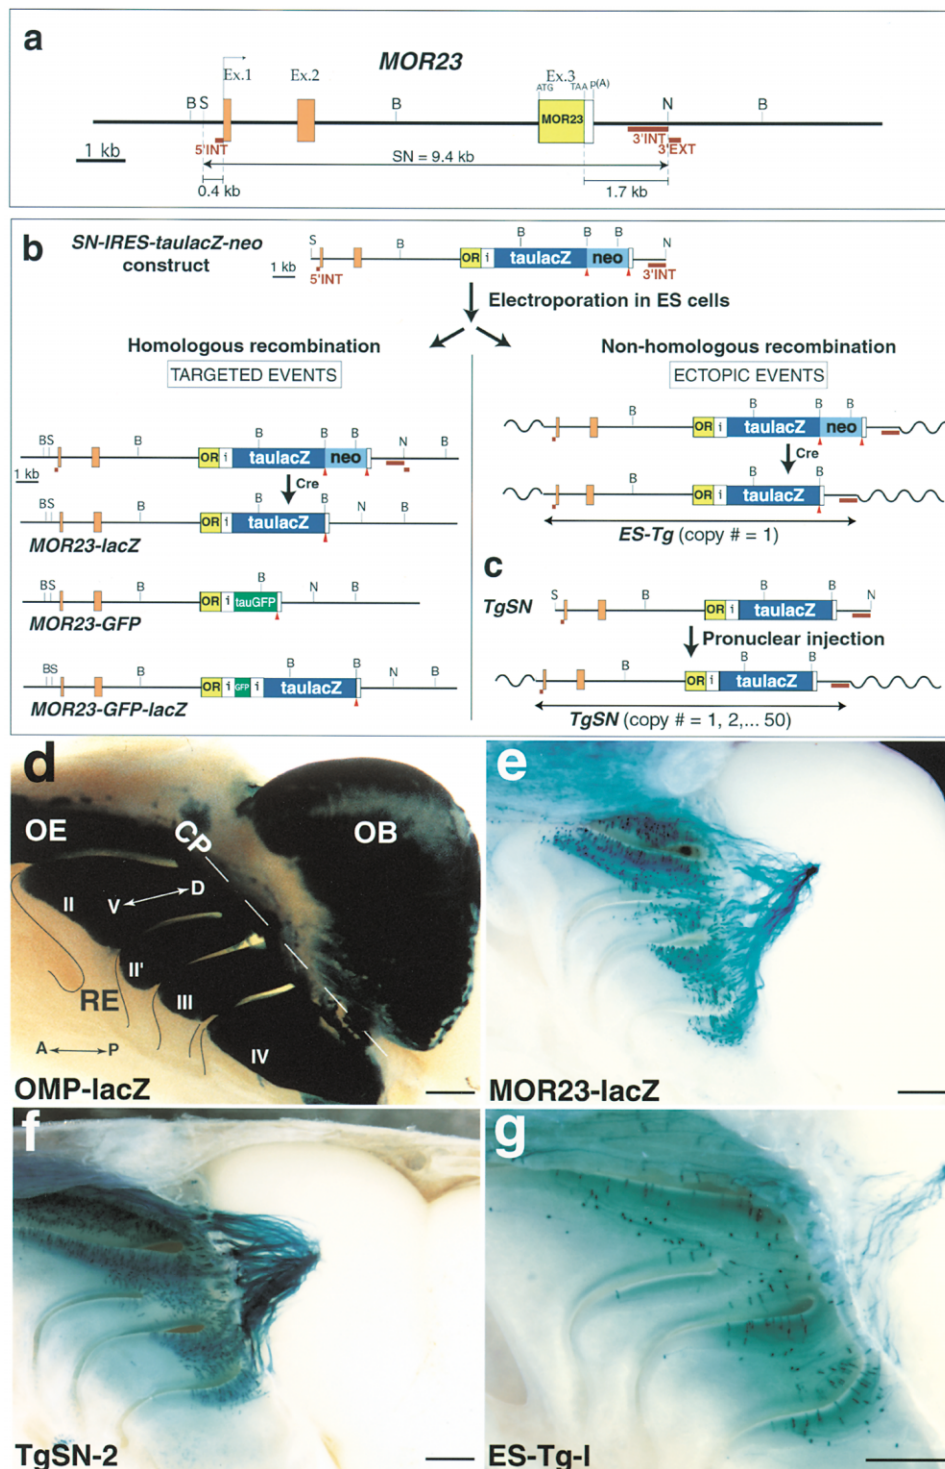 a
MOR23
Ex.1
Ex.2
Ex.3
ATG
TAA
p(A)
B S
B
MOR23
N
B
5'INT
3'INT
3'EXT
1 kb
SN = 9.4 kb
0.4 kb
1.7 kb
b
SN-IRES-taulacZ-neo
construct
1 kb
S
B
B
B
B
N
OR i taulacZ neo
5'INT
3'INT
Electroporation in ES cells
Homologous recombination
TARGETED EVENTS
BS
B
B
B
B
N
B
OR i taulacZ neo
1 kb
Cre
BS
B
B
B
N
B
OR i taulacZ
MOR23-lacZ
BS
B
B
N
B
OR i tauGFP
MOR23-GFP
BS
B
B
B
N
B
OR i GFP i taulacZ
MOR23-GFP-lacZ
Non-homologous recombination
ECTOPIC EVENTS
B
B
B
B
OR i taulacZ neo
Cre
B
B
B
OR i taulacZ
ES-Tg (copy # = 1)
c
TgSN
S
B
B
B
N
OR i taulacZ
Pronuclear injection
B
B
B
OR i taulacZ
TgSN (copy # = 1, 2,... 50)
d
OE
CP
OB
II
V
D
II'
RE
III
A
P
IV
OMP-lacZ
e
MOR23-lacZ
f
TgSN-2
g
ES-Tg-I